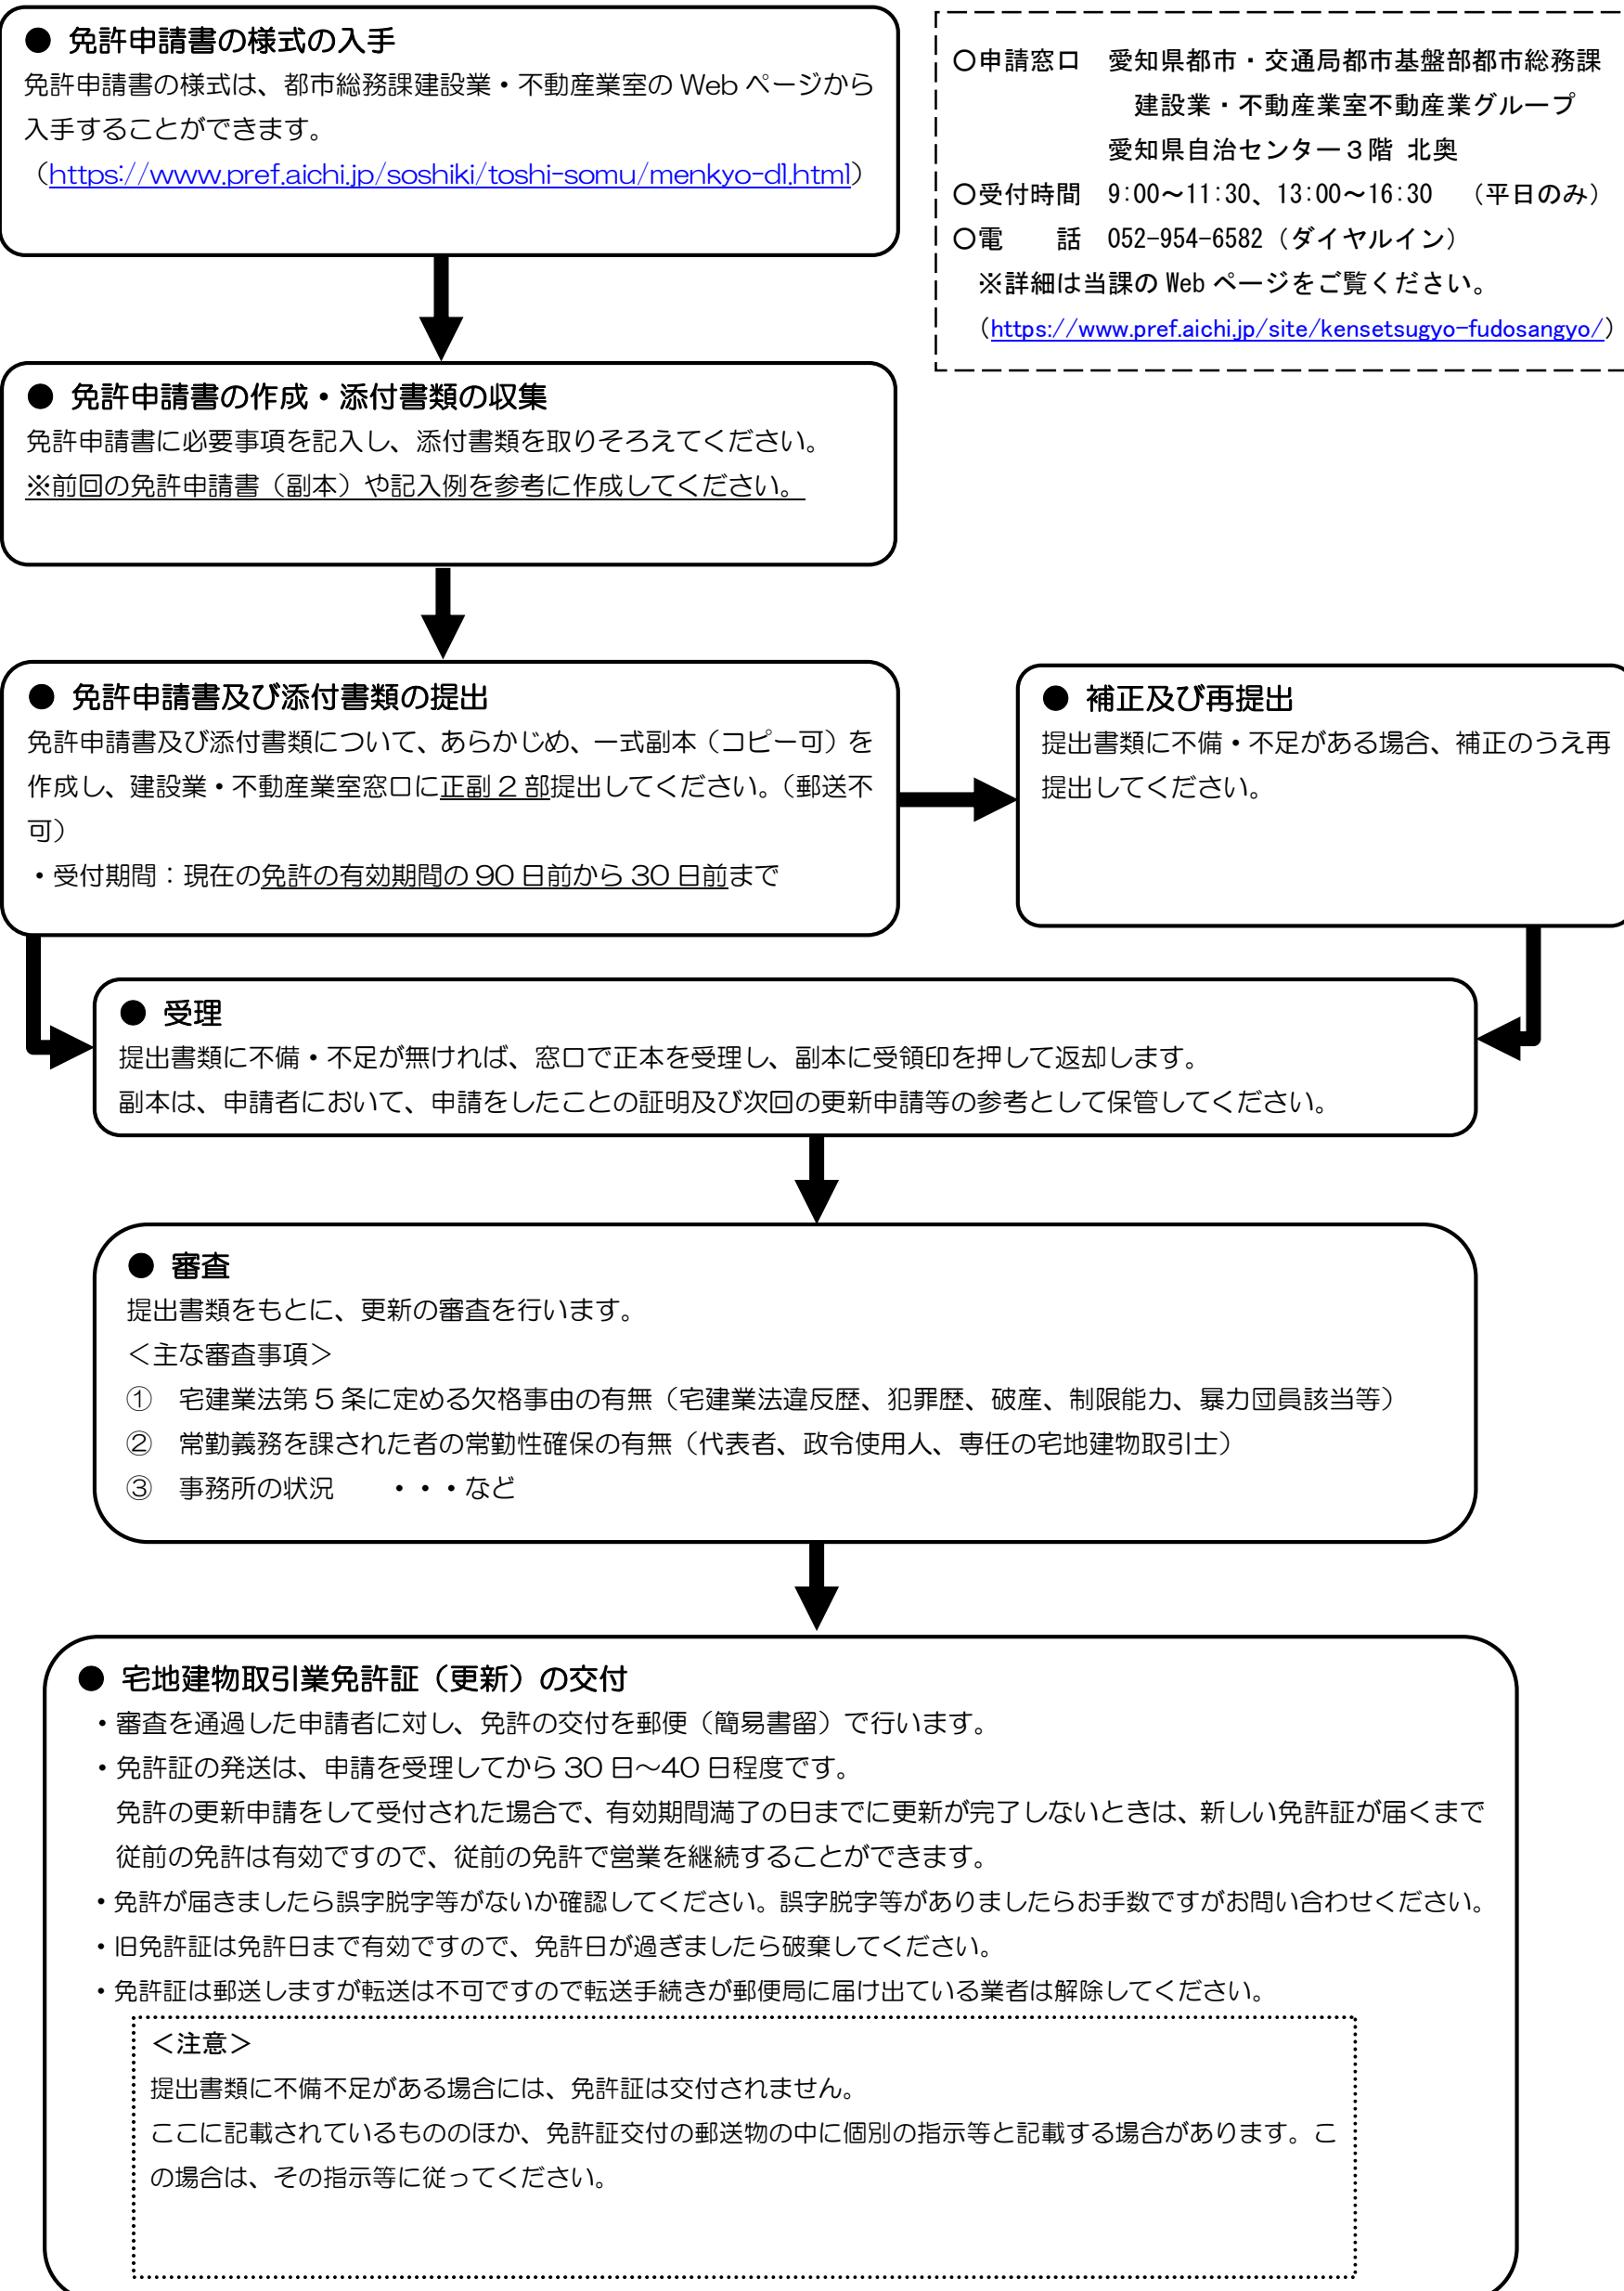 ● 免許申請書の様式の入手
免許申請書の様式は、都市総務課建設業・不動産業室の Web ページから
入手することができます。
（https://www.pref.aichi.jp/soshiki/toshi-somu/menkyo-dl.html）
〇申請窓口　愛知県都市・交通局都市基盤部都市総務課
建設業・不動産業室不動産業グループ
愛知県自治センター３階 北奥
〇受付時間　9:00～11:30、13:00～16:30　（平日のみ）
〇電　　話　052-954-6582（ダイヤルイン）
※詳細は当課の Web ページをご覧ください。
（https://www.pref.aichi.jp/site/kensetsugyo-fudosangyo/）
● 免許申請書の作成・添付書類の収集
免許申請書に必要事項を記入し、添付書類を取りそろえてください。
※前回の免許申請書（副本）や記入例を参考に作成してください。
● 免許申請書及び添付書類の提出
免許申請書及び添付書類について、あらかじめ、一式副本（コピー可）を
作成し、建設業・不動産業室窓口に正副 2 部提出してください。（郵送不
可）
・受付期間：現在の免許の有効期間の 90 日前から 30 日前まで
● 補正及び再提出
提出書類に不備・不足がある場合、補正のうえ再
提出してください。
● 受理
提出書類に不備・不足が無ければ、窓口で正本を受理し、副本に受領印を押して返却します。
副本は、申請者において、申請をしたことの証明及び次回の更新申請等の参考として保管してください。
● 審査
提出書類をもとに、更新の審査を行います。
＜主な審査事項＞
①　宅建業法第 5 条に定める欠格事由の有無（宅建業法違反歴、犯罪歴、破産、制限能力、暴力団員該当等）
②　常勤義務を課された者の常勤性確保の有無（代表者、政令使用人、専任の宅地建物取引士）
③　事務所の状況　　・・・など
● 宅地建物取引業免許証（更新）の交付
・審査を通過した申請者に対し、免許の交付を郵便（簡易書留）で行います。
・免許証の発送は、申請を受理してから 30 日～40 日程度です。
免許の更新申請をして受付された場合で、有効期間満了の日までに更新が完了しないときは、新しい免許証が届くまで
従前の免許は有効ですので、従前の免許で営業を継続することができます。
・免許が届きましたら誤字脱字等がないか確認してください。誤字脱字等がありましたらお手数ですがお問い合わせください。
・旧免許証は免許日まで有効ですので、免許日が過ぎましたら破棄してください。
・免許証は郵送しますが転送は不可ですので転送手続きが郵便局に届け出ている業者は解除してください。
＜注意＞
提出書類に不備不足がある場合には、免許証は交付されません。
ここに記載されているもののほか、免許証交付の郵送物の中に個別の指示等と記載する場合があります。こ
の場合は、その指示等に従ってください。